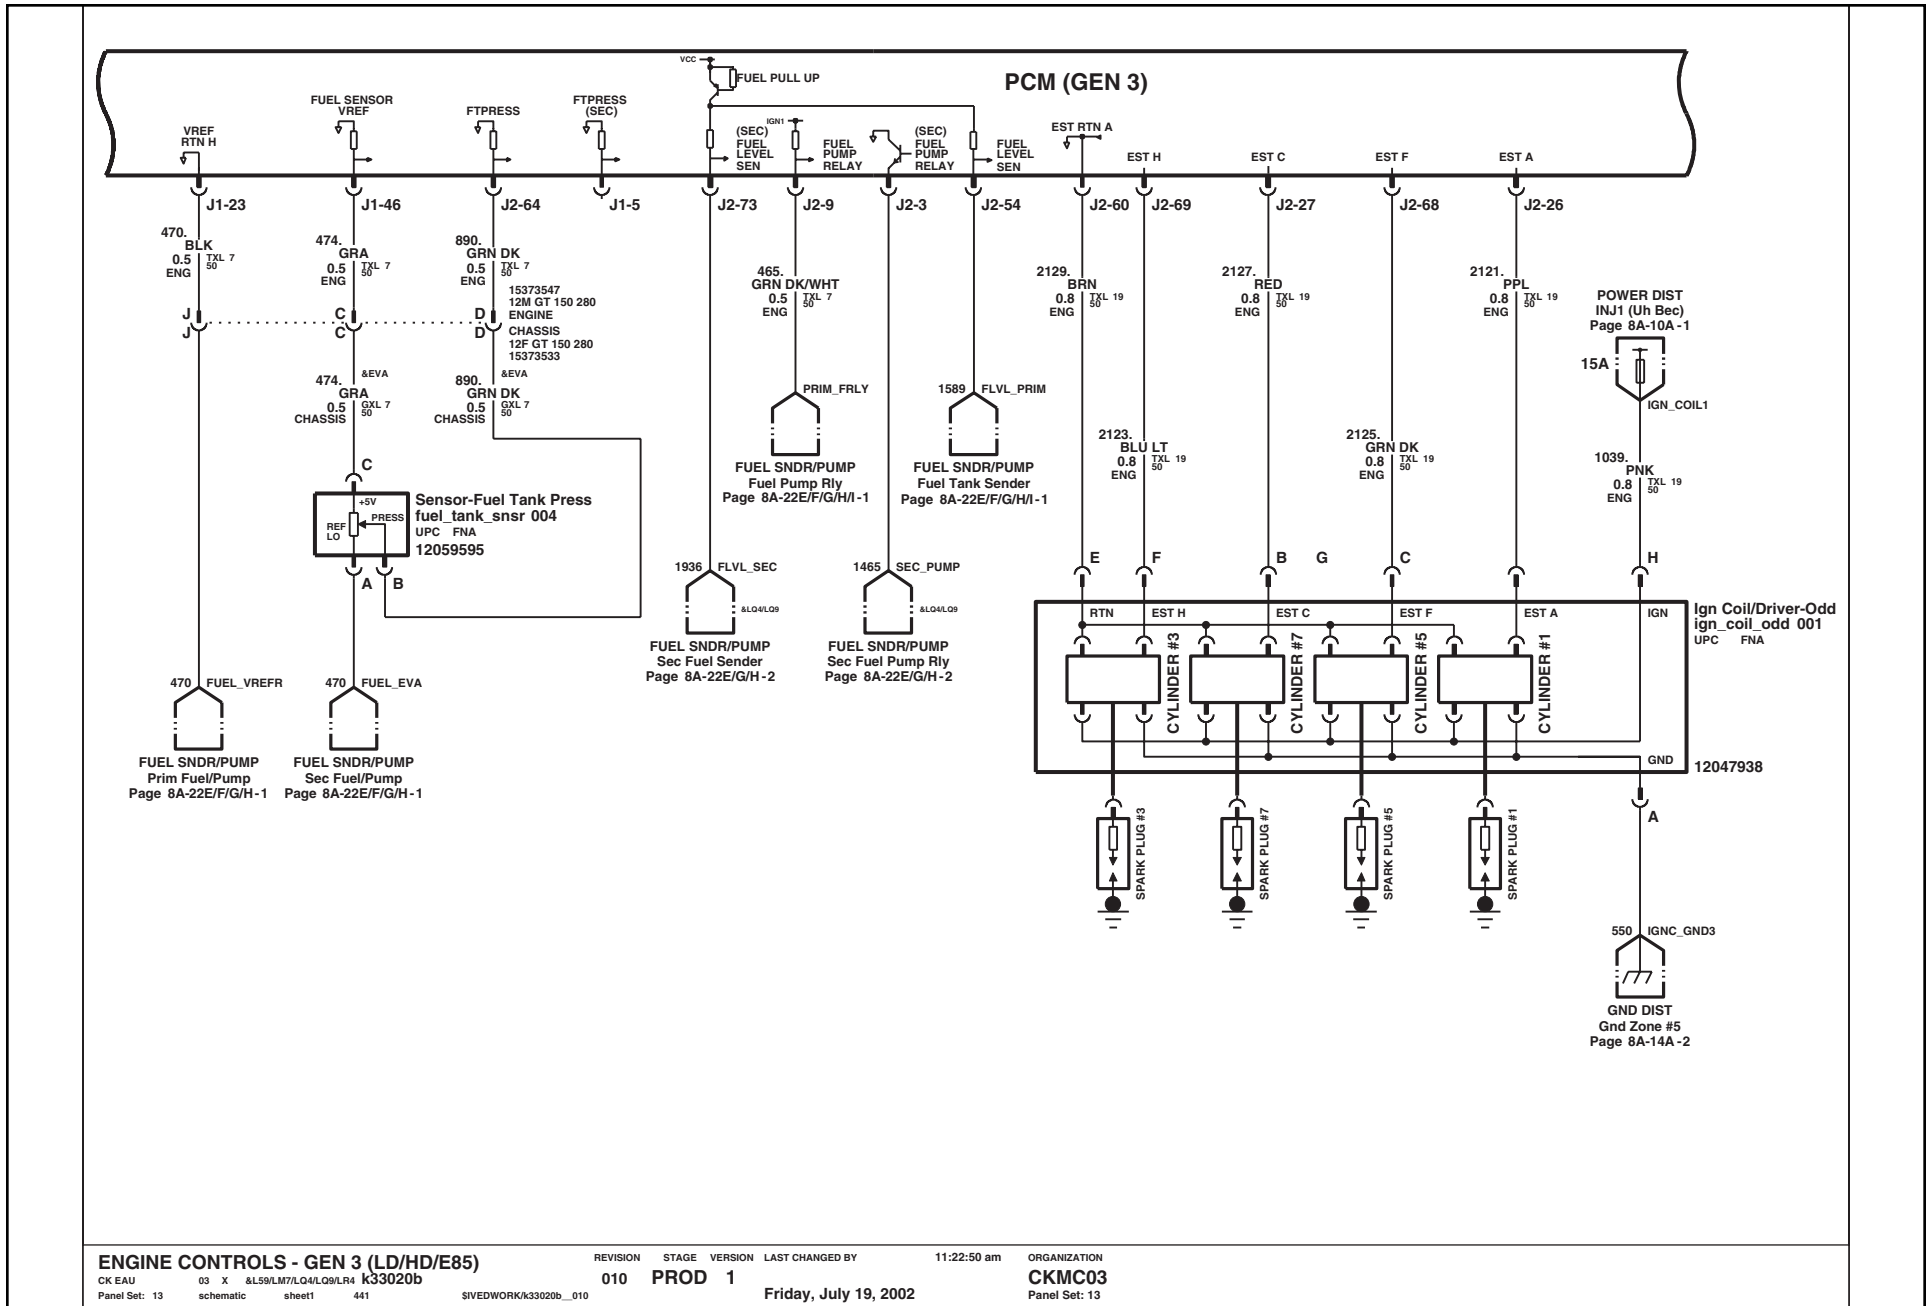 PCM (GEN 3)
VCC
FUEL PULL UP
VREF
RTN H
FUEL SENSOR
VREF
FTPRESS
FTPRESS
(SEC)
(SEC)
FUEL
LEVEL
SEN
IGN1
FUEL
PUMP
RELAY
(SEC)
FUEL
PUMP
RELAY
FUEL
LEVEL
SEN
EST RTN A
EST H
EST C
EST F
EST A
J1-23
J1-46
J2-64
J1-5
J2-73
J2-9
J2-3
J2-54
J2-60
J2-69
J2-27
J2-68
J2-26
470.
BLK
0.5 TXL 7
ENG 50
474.
GRA
0.5 TXL 7
ENG 50
890.
GRN DK
0.5 TXL 7
ENG 50
465.
GRN DK/WHT
0.5 TXL 7
ENG 50
2129.
BRN
0.8 TXL 19
ENG 50
2127.
RED
0.8 TXL 19
ENG 50
2121.
PPL
0.8 TXL 19
ENG 50
POWER DIST
INJ1 (Uh Bec)
Page 8A-10A-1
15A
IGN_COIL1
15373547
12M GT 150 280
ENGINE
CHASSIS
12F GT 150 280
15373533
J C D
J C D
&EVA
474.
GRA
0.5 GXL 7
CHASSIS 50
&EVA
890.
GRN DK
0.5 GXL 7
CHASSIS 50
PRIM_FRLY
FUEL SNDR/PUMP
Fuel Pump Rly
Page 8A-22E/F/G/H/I-1
1589 FLVL_PRIM
FUEL SNDR/PUMP
Fuel Tank Sender
Page 8A-22E/F/G/H/I-1
2123.
BLU LT
0.8 TXL 19
ENG 50
2125.
GRN DK
0.8 TXL 19
ENG 50
1039.
PNK
0.8 TXL 19
ENG 50
C
+5V
PRESS
REF
LO
A B
Sensor-Fuel Tank Press
fuel_tank_snsr 004
UPC FNA
12059595
1936 FLVL_SEC
&LQ4/LQ9
FUEL SNDR/PUMP
Sec Fuel Sender
Page 8A-22E/G/H-2
1465 SEC_PUMP
&LQ4/LQ9
FUEL SNDR/PUMP
Sec Fuel Pump Rly
Page 8A-22E/G/H-2
E F B G C H
RTN EST H EST C EST F EST A IGN
Ign Coil/Driver-Odd
ign_coil_odd 001
UPC FNA
CYLINDER #3
CYLINDER #7
CYLINDER #5
CYLINDER #1
GND
12047938
A
470 FUEL_VREFR
FUEL SNDR/PUMP
Prim Fuel/Pump
Page 8A-22E/F/G/H-1
470 FUEL_EVA
FUEL SNDR/PUMP
Sec Fuel/Pump
Page 8A-22E/F/G/H-1
SPARK PLUG #3
SPARK PLUG #7
SPARK PLUG #5
SPARK PLUG #1
550 IGNC_GND3
GND DIST
Gnd Zone #5
Page 8A-14A-2
ENGINE CONTROLS - GEN 3 (LD/HD/E85)
CK EAU 03 X &L59/LM7/LQ4/LQ9/LR4 k33020b
Panel Set: 13 schematic sheet1 441 $IVEDWORK/k33020b__010
REVISION STAGE VERSION LAST CHANGED BY 11:22:50 am
010 PROD 1
Friday, July 19, 2002
ORGANIZATION
CKMC03
Panel Set: 13